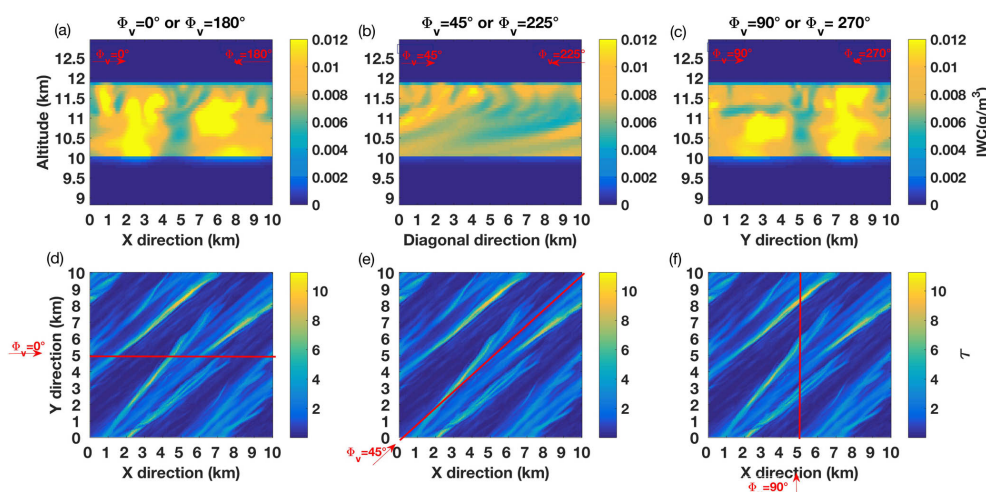 Φv=0° or Φv=180°
Φv=45° or Φv=225°
Φv=90° or Φv= 270°
(a)
(b)
(c)
Φv=0°
Φv=180°
Φv=45°
Φv=225°
Φv=90°
Φv=270°
Altitude (km)
12.5
12
11.5
11
10.5
10
9.5
9
0.012
0.01
0.008
0.006
0.004
0.002
0
0 1 2 3 4 5 6 7 8 9 10
X direction (km)
12.5
12
11.5
11
10.5
10
9.5
9
0.012
0.01
0.008
0.006
0.004
0.002
0
0 1 2 3 4 5 6 7 8 9 10
Diagonal direction (km)
12.5
12
11.5
11
10.5
10
9.5
9
0.012
0.01
0.008
0.006
0.004
0.002
0
IWC(g/m³)
0 1 2 3 4 5 6 7 8 9 10
Y direction (km)
(d)
(e)
(f)
Φv=0°
Y direction (km)
10
9
8
7
6
5
4
3
2
1
0
10
8
6
4
2
0 1 2 3 4 5 6 7 8 9 10
X direction (km)
10
9
8
7
6
5
4
3
2
1
0
10
8
6
4
2
0 1 2 3 4 5 6 7 8 9 10
X direction (km)
Φv=45°
10
9
8
7
6
5
4
3
2
1
0
10
8
6
4
2
τ
0 1 2 3 4 5 6 7 8 9 10
X direction (km)
Φ =90°